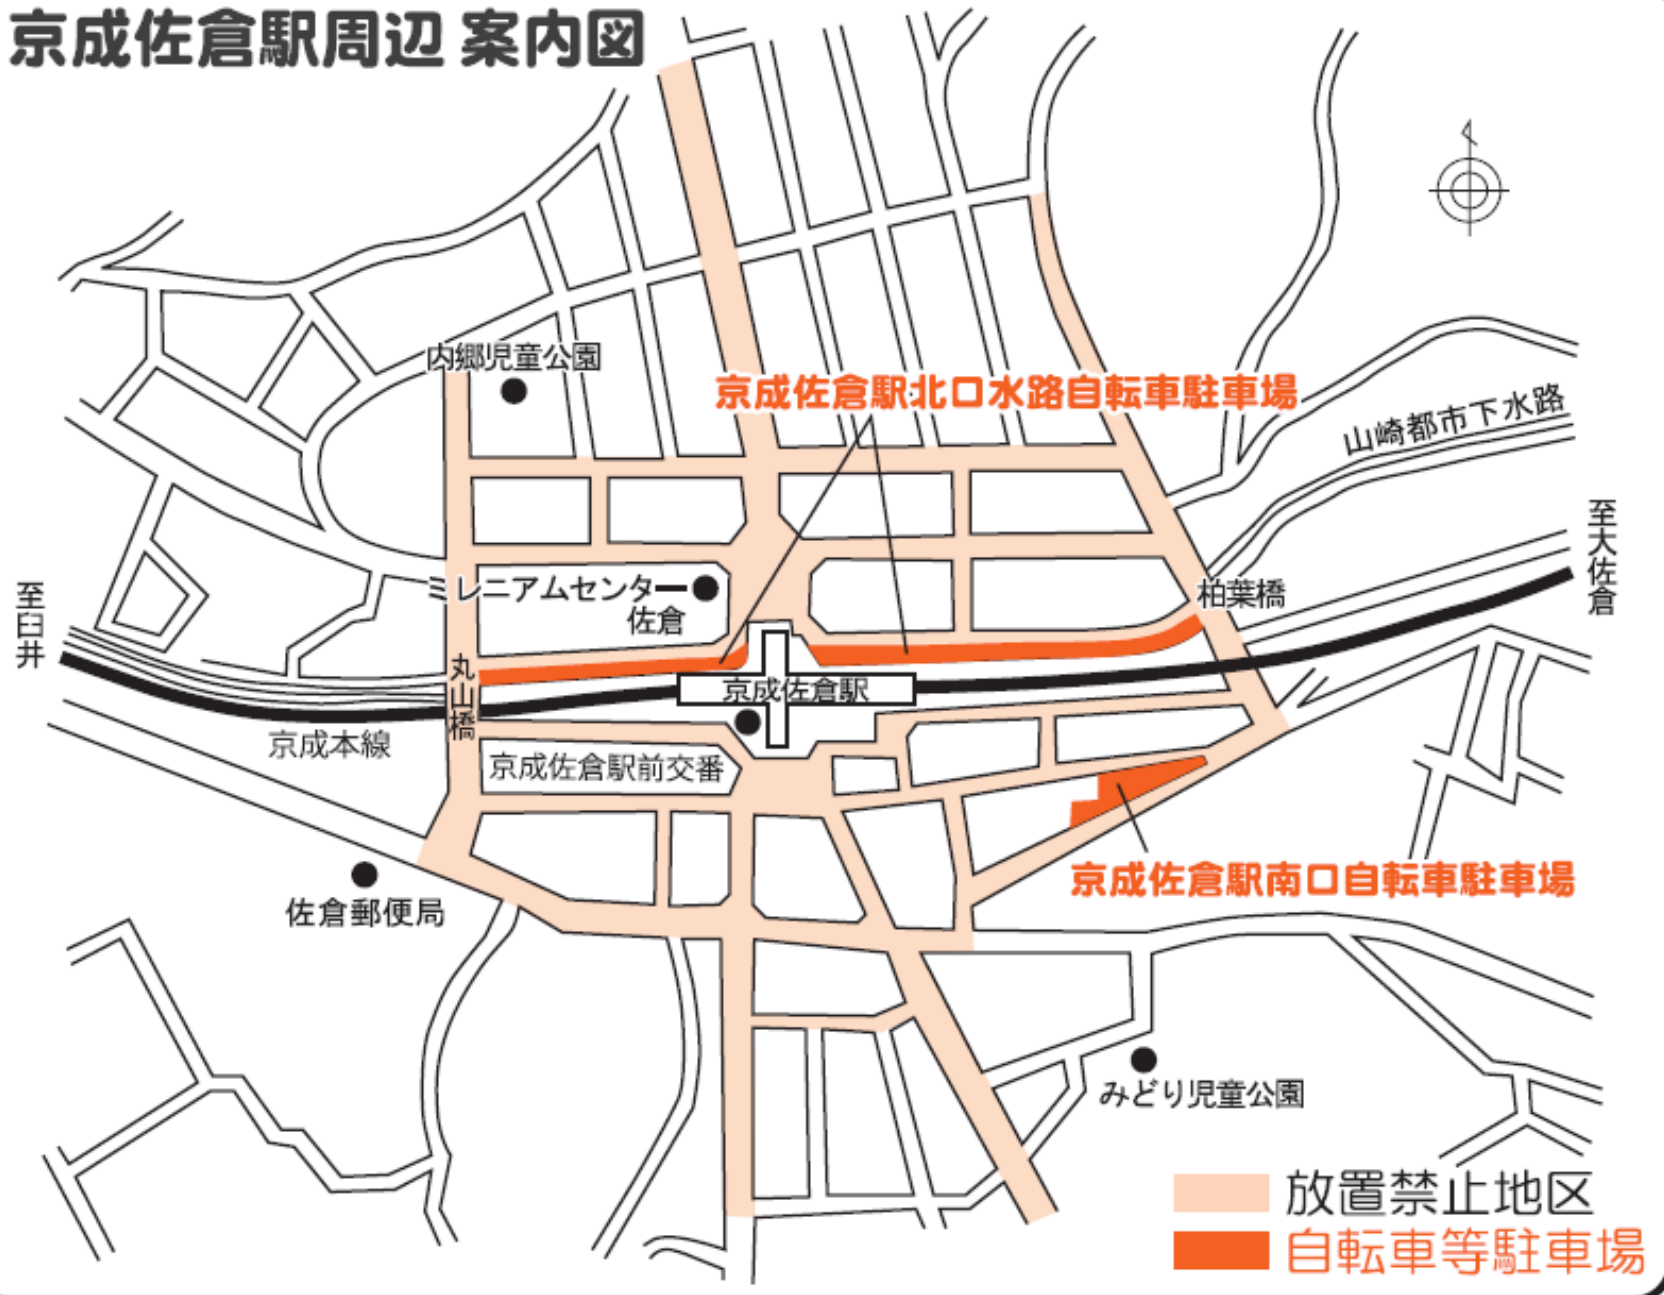 京成佐倉駅周辺 案内図
内郷児童公園
京成佐倉駅北口水路自転車駐車場
山崎都市下水路
至大佐倉
至臼井
ミレニアムセンター
佐倉
柏葉橋
丸山橋
京成佐倉駅
京成本線
京成佐倉駅前交番
京成佐倉駅南口自転車駐車場
佐倉郵便局
みどり児童公園
放置禁止地区
自転車等駐車場